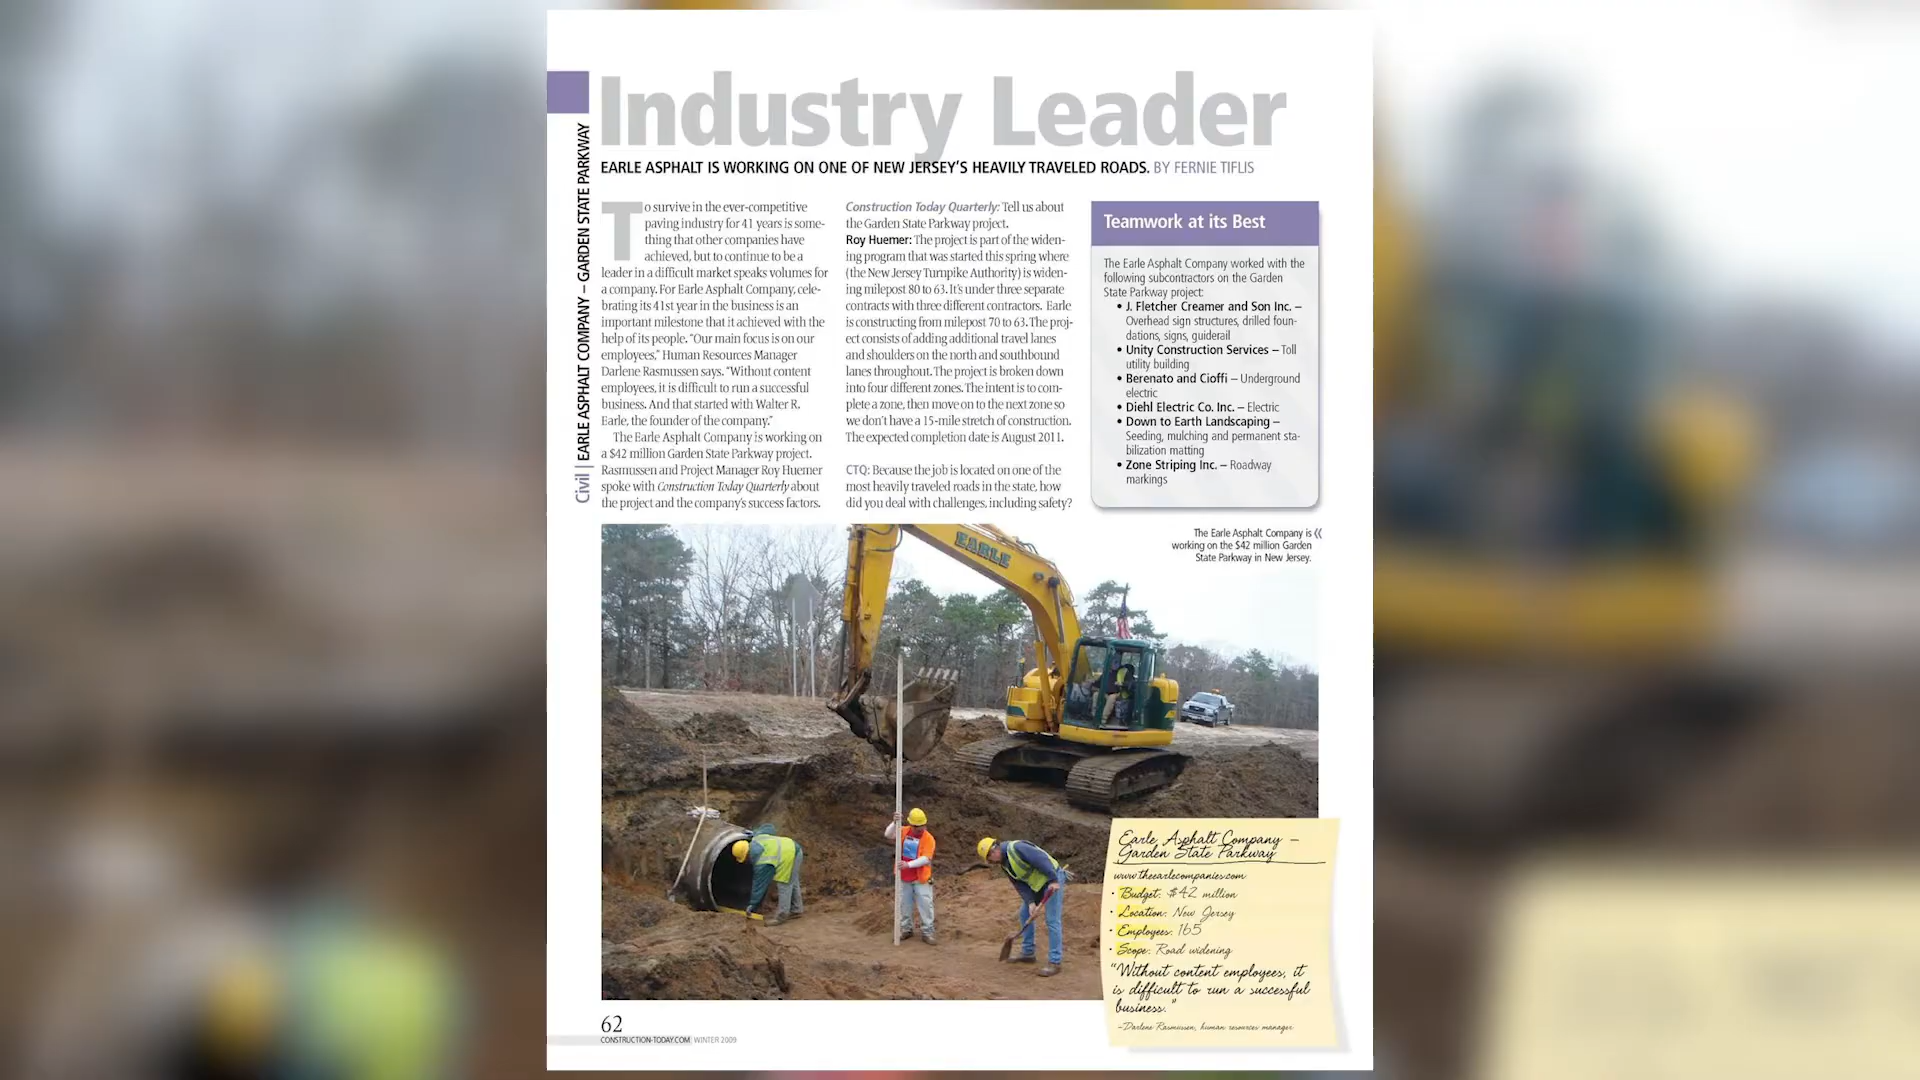 Industry Leader
EARLE ASPHALT IS WORKING ON ONE OF NEW JERSEY'S HEAVILY TRAVELED ROADS. BY FERNIE TIFLIS
Civil | EARLE ASPHALT COMPANY – GARDEN STATE PARKWAY
To survive in the ever-competitive
paving industry for 41 years is some-
thing that other companies have
achieved, but to continue to be a
leader in a difficult market speaks volumes for
a company. For Earle Asphalt Company, cele-
brating its 41st year in the business is an
important milestone that it achieved with the
help of its people. "Our main focus is on our
employees," Human Resources Manager
Darlene Rasmussen says. "Without content
employees, it is difficult to run a successful
business. And that started with Walter R.
Earle, the founder of the company."
The Earle Asphalt Company is working on
a $42 million Garden State Parkway project.
Rasmussen and Project Manager Roy Huemer
spoke with Construction Today Quarterly about
the project and the company's success factors.
Construction Today Quarterly: Tell us about
the Garden State Parkway project.
Roy Huemer: The project is part of the widen-
ing program that was started this spring where
(the New Jersey Turnpike Authority) is widen-
ing milepost 80 to 63. It's under three separate
contracts with three different contractors. Earle
is constructing from milepost 70 to 63. The proj-
ect consists of adding additional travel lanes
and shoulders on the north and southbound
lanes throughout. The project is broken down
into four different zones. The intent is to com-
plete a zone, then move on to the next zone so
we don't have a 15-mile stretch of construction.
The expected completion date is August 2011.
CTQ: Because the job is located on one of the
most heavily traveled roads in the state, how
did you deal with challenges, including safety?
Teamwork at its Best
The Earle Asphalt Company worked with the
following subcontractors on the Garden
State Parkway project:
• J. Fletcher Creamer and Son Inc. –
Overhead sign structures, drilled foun-
dations, signs, guiderail
• Unity Construction Services – Toll
utility building
• Berenato and Cioffi – Underground
electric
• Diehl Electric Co. Inc. – Electric
• Down to Earth Landscaping –
Seeding, mulching and permanent sta-
bilization matting
• Zone Striping Inc. – Roadway
markings
The Earle Asphalt Company is «
working on the $42 million Garden
State Parkway in New Jersey.
EARLE
Earle Asphalt Company –
Garden State Parkway
www.theearlecompanies.com
• Budget: $42 million
• Location: New Jersey
• Employees: 165
• Scope: Road widening
"Without content employees, it
is difficult to run a successful
business."
–Darlene Rasmussen, human resources manager
62
CONSTRUCTION-TODAY.COM | WINTER 2009